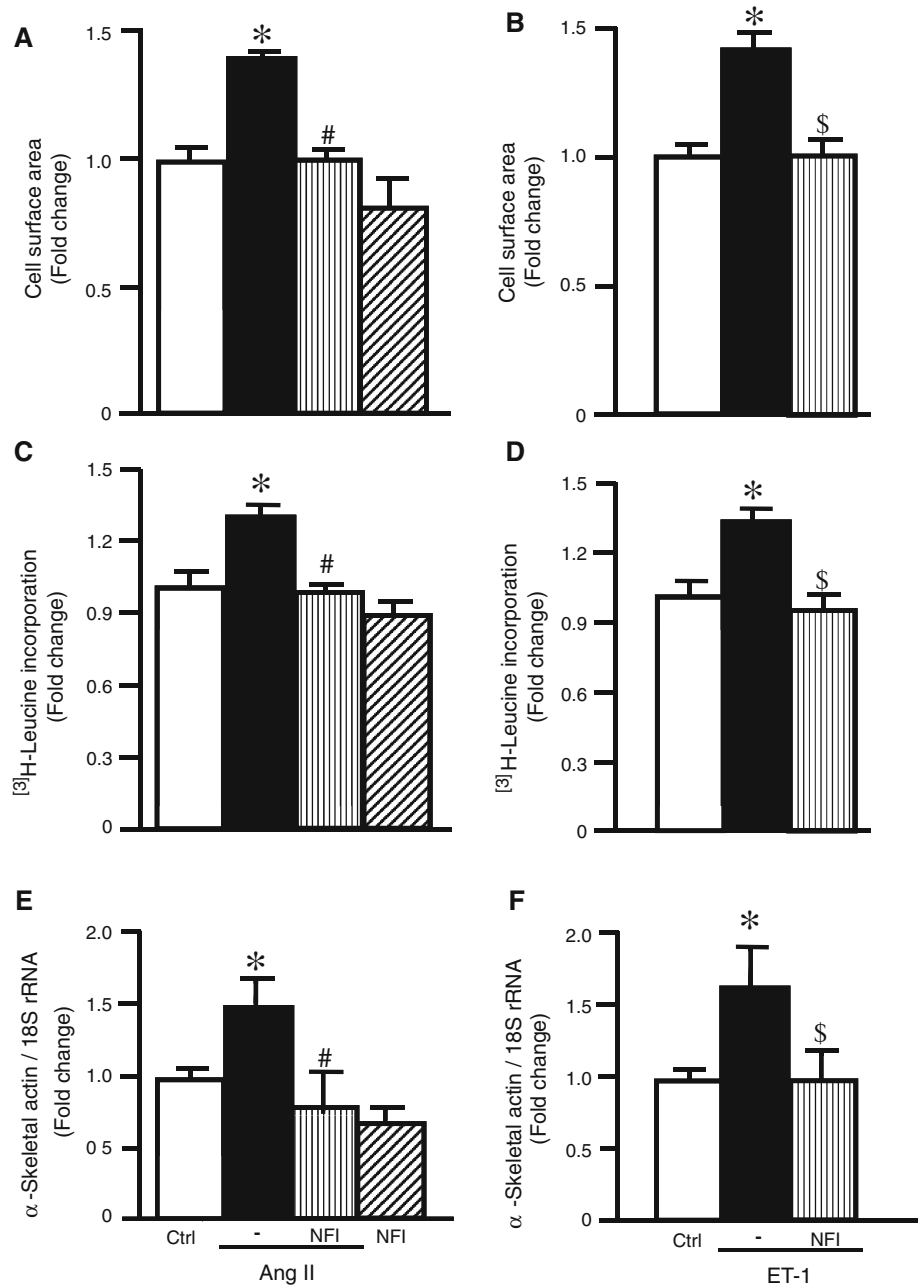 A
Cell surface area
(Fold change)
1.5
1.0
0.5
0
*
#
B
Cell surface area
(Fold change)
1.5
1.0
0.5
0
*
$
C
[3]H-Leucine incorporation
(Fold change)
1.5
1.2
0.9
0.6
0.3
0
*
#
D
[3]H-Leucine incorporation
(Fold change)
1.5
1.2
0.9
0.6
0.3
0
*
$
E
α -Skeletal actin / 18S rRNA
(Fold change)
2.0
1.5
1.0
0 5
0
*
#
Ctrl - NFI NFI
Ang II
F
α -Skeletal actin / 18S rRNA
(Fold change)
2.0
1.5
1.0
0.5
0
*
$
Ctrl - NFI
ET-1